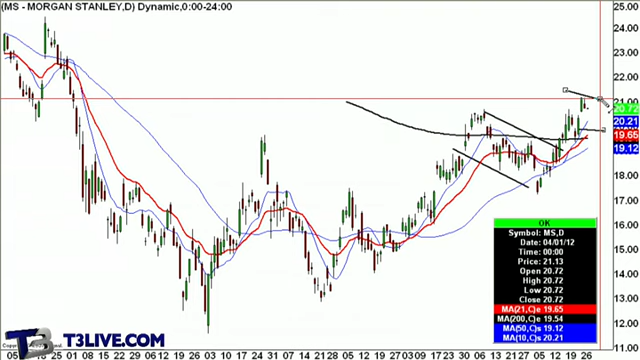 (MS - MORGAN STANLEY,D) Dynamic,0:00-24:00
25.00
24.00
23.00
22.00
21.00
20.72
20.21
19.65
19.12
18.00
17.00
16.00
15.00
14.00
13.00
12.00
11.00
OK
Symbol: MS,D
Date: 04/01/12
Time: 00:00
Price: 21.13
Open 20.72
High 20.72
Low 20.72
Close 20.72
MA(21,C)e 19.65
MA(200,C)e 19.54
MA(50,C)s 19.12
MA(10,C)s 20.21
T3 T3LIVE.COM